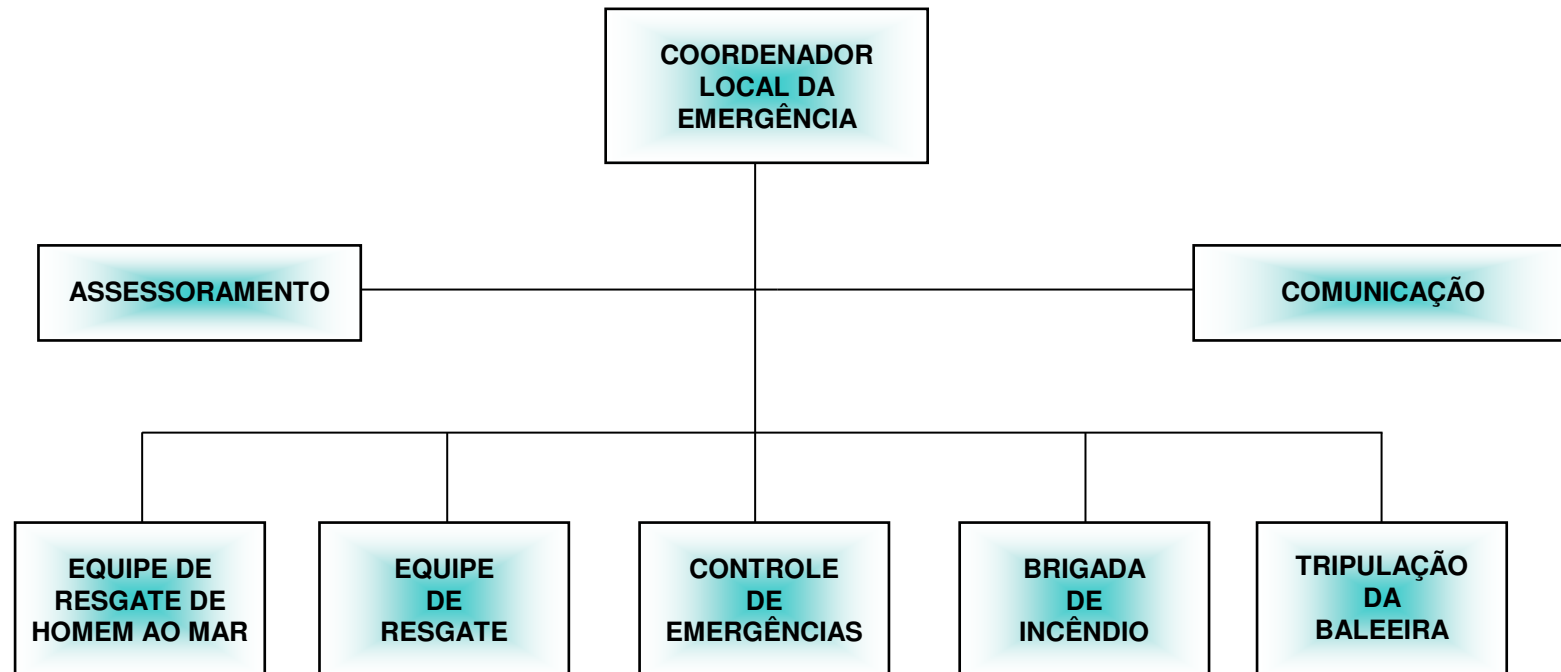 COORDENADOR
LOCAL DA
EMERGÊNCIA
ASSESSORAMENTO
COMUNICAÇÃO
EQUIPE DE
RESGATE DE
HOMEM AO MAR
EQUIPE
DE
RESGATE
CONTROLE
DE
EMERGÊNCIAS
BRIGADA
DE
INCÊNDIO
TRIPULAÇÃO
DA
BALEEIRA